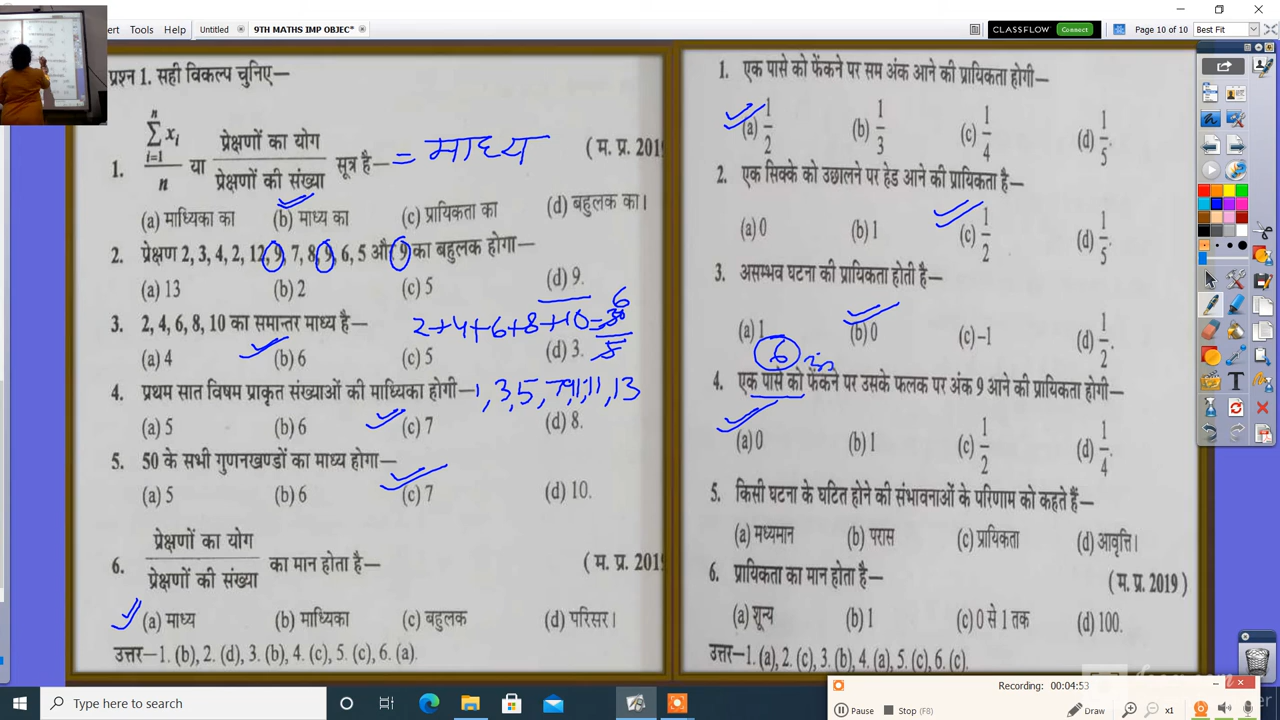 ert Tools Help
Untitled
9TH MATHS IMP OBJEC*
CLASSFLOW Connect
Page 10 of 10
Best Fit
प्रश्न 1. सही विकल्प चुनिए—
1. n Σ i=1 xᵢ / n या प्रेक्षणों का योग / प्रेक्षणों की संख्या सूत्र है— = माध्य ( म. प्र. 2019
(a) माध्यिका का (b) माध्य का (c) प्रायिकता का (d) बहुलक का।
2. प्रेक्षण 2, 3, 4, 2, 12, 9, 7, 8, 9, 6, 5 और 9 का बहुलक होगा—
(a) 13 (b) 2 (c) 5 (d) 9.
3. 2, 4, 6, 8, 10 का समान्तर माध्य है— 2+4+6+8+10=30 / 5 6
(a) 4 (b) 6 (c) 5 (d) 3.
4. प्रथम सात विषम प्राकृत संख्याओं की माध्यिका होगी— 1, 3, 5, 7, 9, 11, 13
(a) 5 (b) 6 (c) 7 (d) 8.
5. 50 के सभी गुणनखण्डों का माध्य होगा—
(a) 5 (b) 6 (c) 7 (d) 10.
6. प्रेक्षणों का योग / प्रेक्षणों की संख्या का मान होता है— ( म. प्र. 2019
(a) माध्य (b) माध्यिका (c) बहुलक (d) परिसर।
उत्तर—1. (b), 2. (d), 3. (b), 4. (c), 5. (c), 6. (a).
1. एक पासे को फेंकने पर सम अंक आने की प्रायिकता होगी—
(a) 1/2 (b) 1/3 (c) 1/4 (d) 1/5.
2. एक सिक्के को उछालने पर हेड आने की प्रायिकता है—
(a) 0 (b) 1 (c) 1/2 (d) 1/5.
3. असम्भव घटना की प्रायिकता होती है—
(a) 1 (b) 0 (c) -1 (d) 1/2.
6
4. एक पासे को फेंकने पर उसके फलक पर अंक 9 आने की प्रायिकता होगी—
(a) 0 (b) 1 (c) 1/2 (d) 1/4.
5. किसी घटना के घटित होने की संभावनाओं के परिणाम को कहते हैं—
(a) मध्यमान (b) परास (c) प्रायिकता (d) आवृत्ति।
6. प्रायिकता का मान होता है— ( म. प्र. 2019 )
(a) शून्य (b) 1 (c) 0 से 1 तक (d) 100.
उत्तर—1. (a), 2. (c), 3. (b), 4. (a), 5. (c), 6. (c).
Recording: 00:04:53
Pause Stop (F8) Draw x1
Type here to search